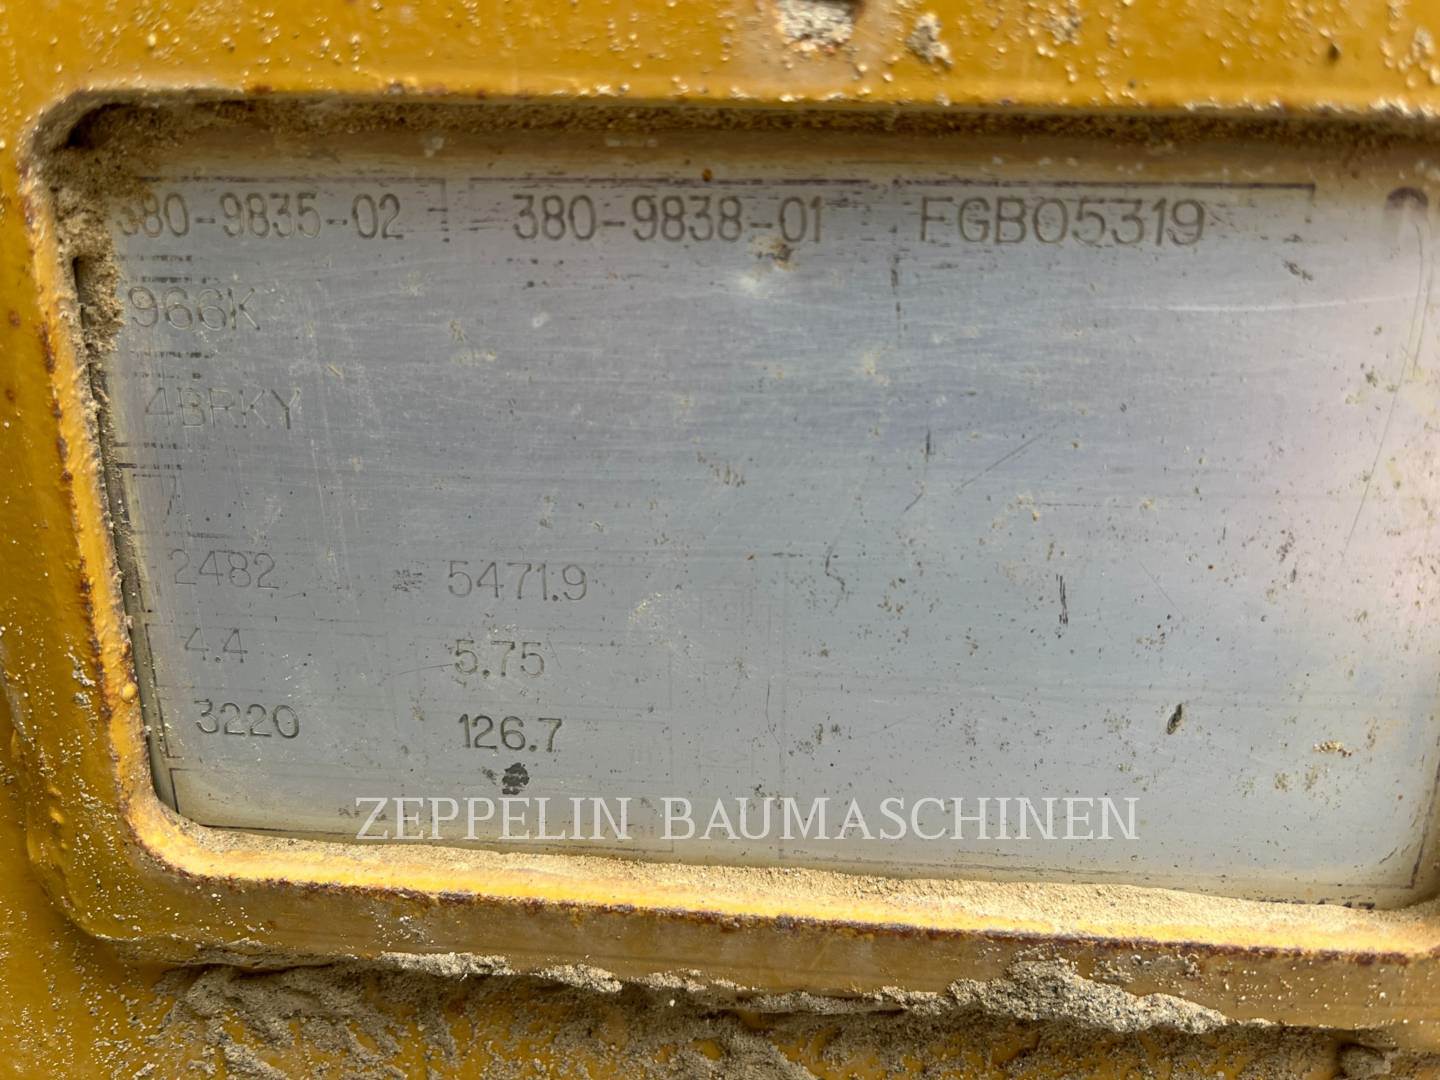 380-9835-02 380-9838-01 FGB05319
966K
4BRKY
2482 5471.9
4.4 5.75
3220 126.7
ZEPPELIN BAUMASCHINEN